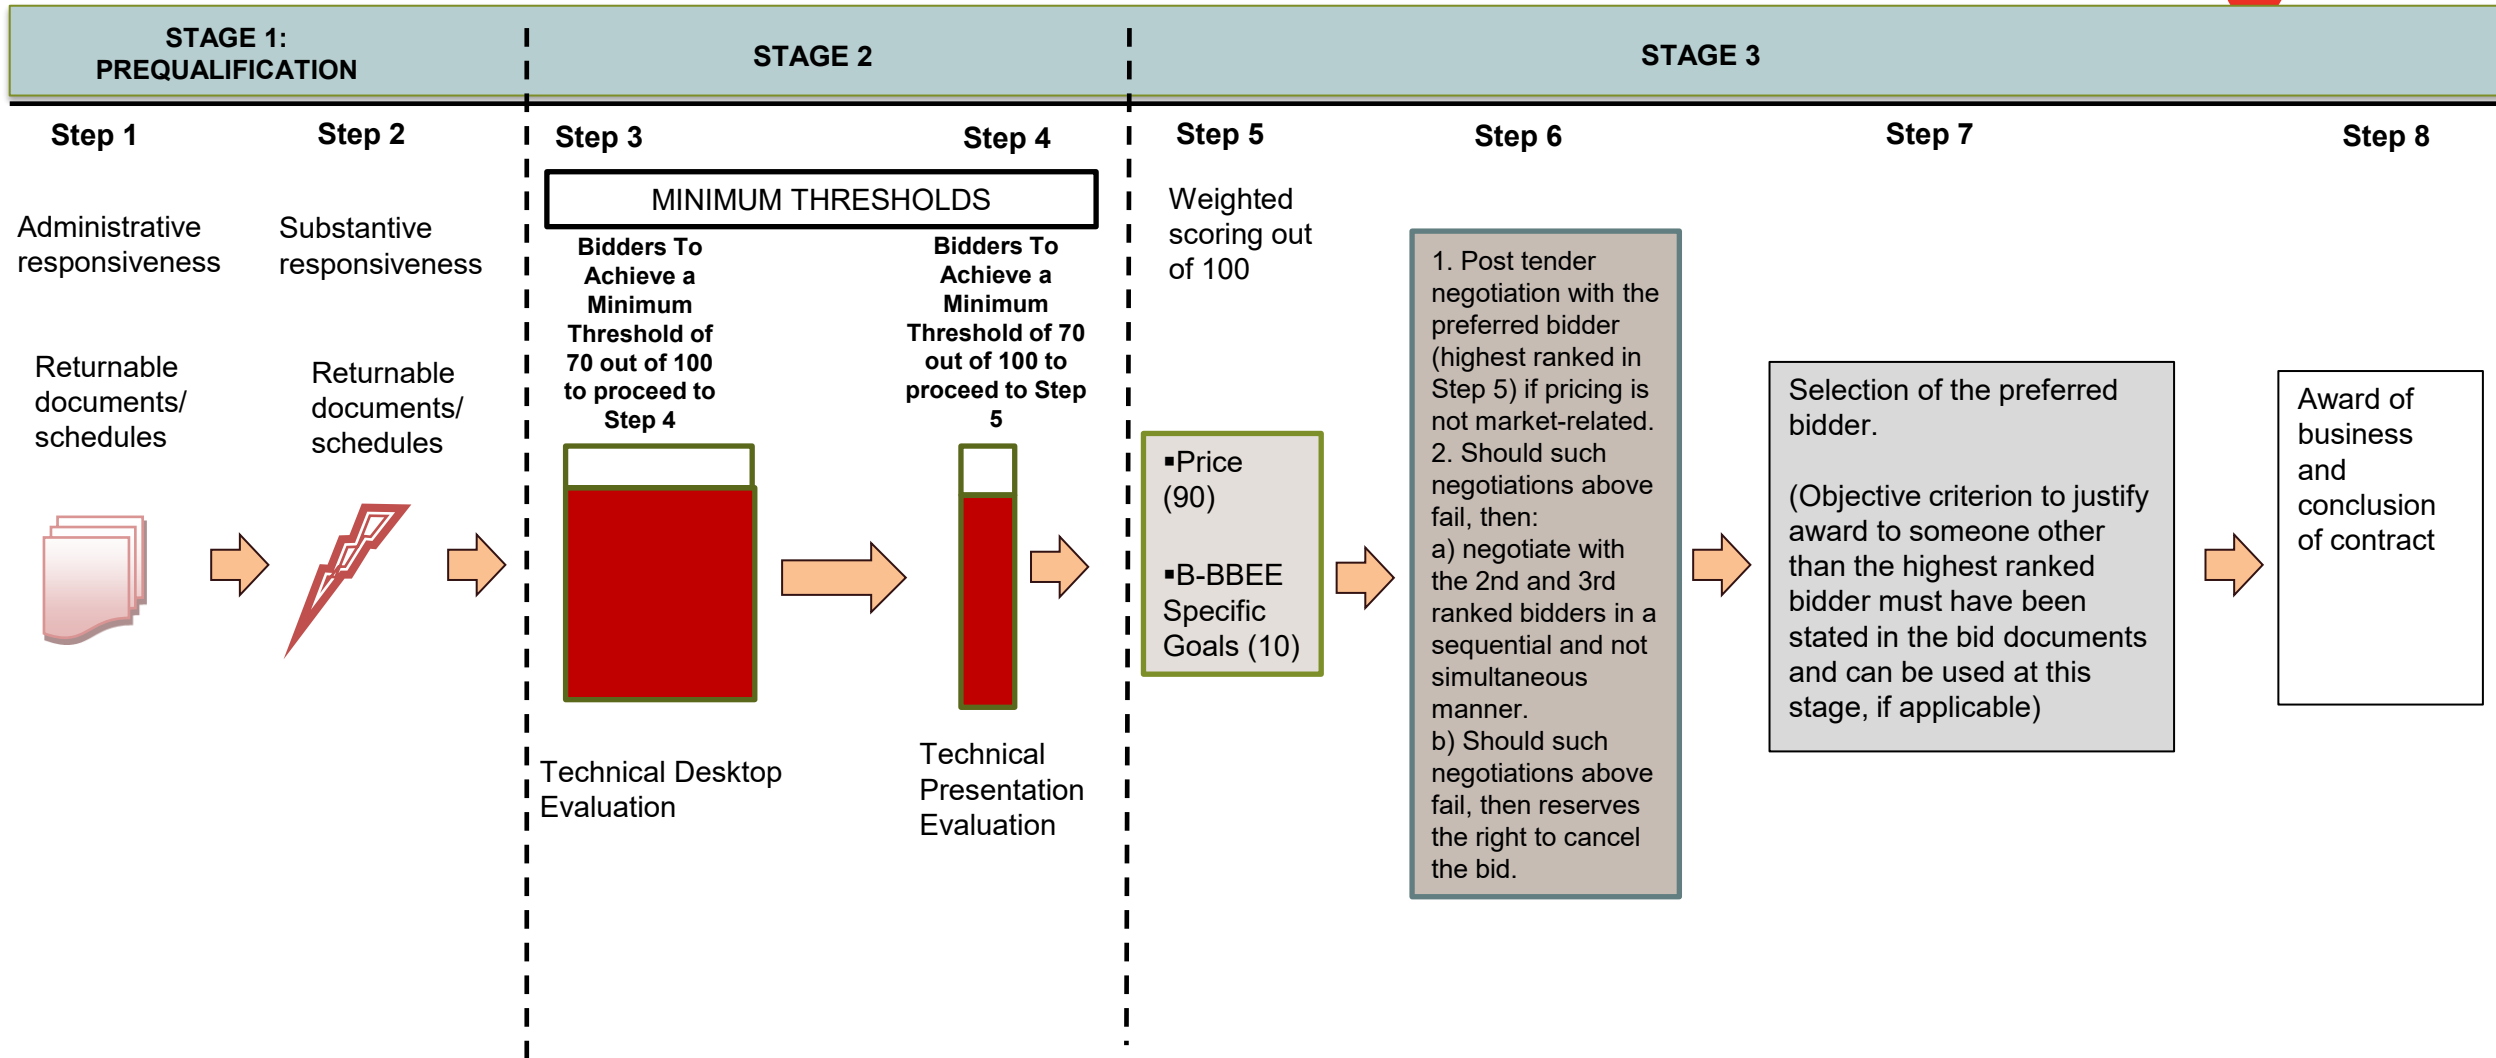 STAGE 1:
PREQUALIFICATION
STAGE 2
STAGE 3
Step 1
Step 2
Step 3
Step 4
Step 5
Step 6
Step 7
Step 8
Administrative
responsiveness
Returnable
documents/
schedules
Substantive
responsiveness
Returnable
documents/
schedules
MINIMUM THRESHOLDS
Bidders To
Achieve a
Minimum
Threshold of
70 out of 100
to proceed to
Step 4
Technical Desktop
Evaluation
Bidders To
Achieve a
Minimum
Threshold of 70
out of 100 to
proceed to Step
5
Technical
Presentation
Evaluation
Weighted
scoring out
of 100
▪Price
(90)
▪B-BBEE
Specific
Goals (10)
1. Post tender
negotiation with the
preferred bidder
(highest ranked in
Step 5) if pricing is
not market-related.
2. Should such
negotiations above
fail, then:
a) negotiate with
the 2nd and 3rd
ranked bidders in a
sequential and not
simultaneous
manner.
b) Should such
negotiations above
fail, then reserves
the right to cancel
the bid.
Selection of the preferred
bidder.
(Objective criterion to justify
award to someone other
than the highest ranked
bidder must have been
stated in the bid documents
and can be used at this
stage, if applicable)
Award of
business
and
conclusion
of contract